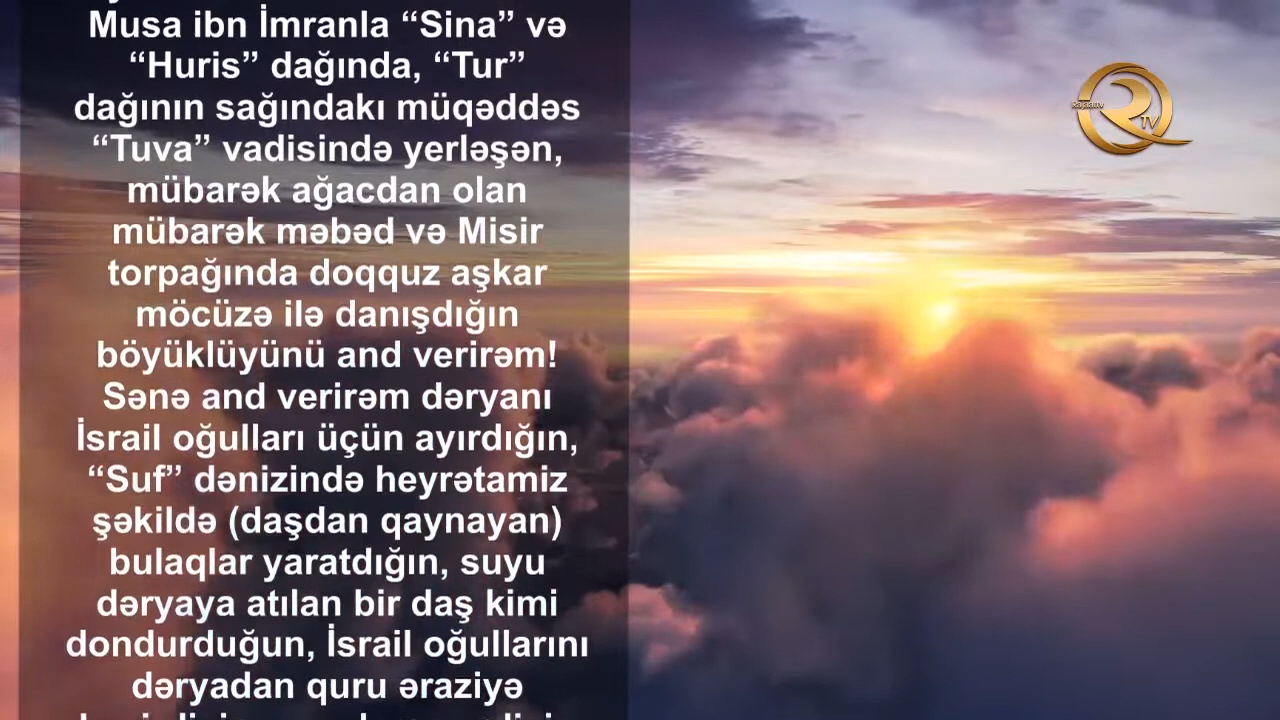 Musa ibn İmranla “Sina” və
“Huris” dağında, “Tur”
dağının sağındakı müqəddəs
“Tuva” vadisində yerləşən,
mübarək ağacdan olan
mübarək məbəd və Misir
torpağında doqquz aşkar
möcüzə ilə danışdığın
böyüklüyünü and verirəm!
Sənə and verirəm dəryanı
İsrail oğulları üçün ayırdığın,
“Suf” dənizində heyrətamiz
şəkildə (daşdan qaynayan)
bulaqlar yaratdığın, suyu
dəryaya atılan bir daş kimi
dondurduğun, İsrail oğullarını
dəryadan quru əraziyə
TV